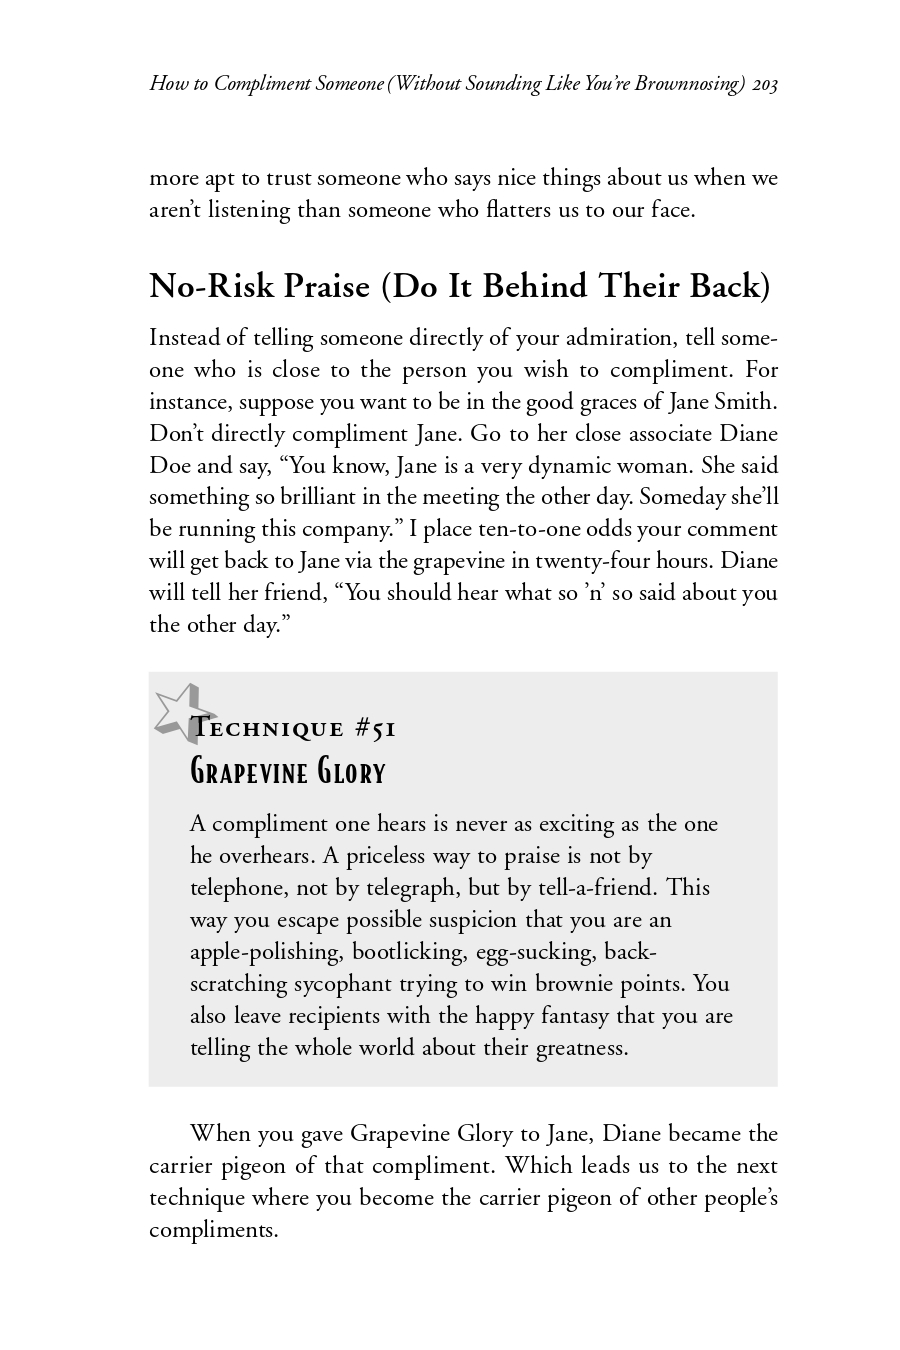 How to Compliment Someone (Without Sounding Like You’re Brownnosing) 203
more apt to trust someone who says nice things about us when we
aren’t listening than someone who flatters us to our face.
No-Risk Praise (Do It Behind Their Back)
Instead of telling someone directly of your admiration, tell some-
one who is close to the person you wish to compliment. For
instance, suppose you want to be in the good graces of Jane Smith.
Don’t directly compliment Jane. Go to her close associate Diane
Doe and say, “You know, Jane is a very dynamic woman. She said
something so brilliant in the meeting the other day. Someday she’ll
be running this company.” I place ten-to-one odds your comment
will get back to Jane via the grapevine in twenty-four hours. Diane
will tell her friend, “You should hear what so ’n’ so said about you
the other day.”
Technique #51
Grapevine Glory
A compliment one hears is never as exciting as the one
he overhears. A priceless way to praise is not by
telephone, not by telegraph, but by tell-a-friend. This
way you escape possible suspicion that you are an
apple-polishing, bootlicking, egg-sucking, back-
scratching sycophant trying to win brownie points. You
also leave recipients with the happy fantasy that you are
telling the whole world about their greatness.
When you gave Grapevine Glory to Jane, Diane became the
carrier pigeon of that compliment. Which leads us to the next
technique where you become the carrier pigeon of other people’s
compliments.